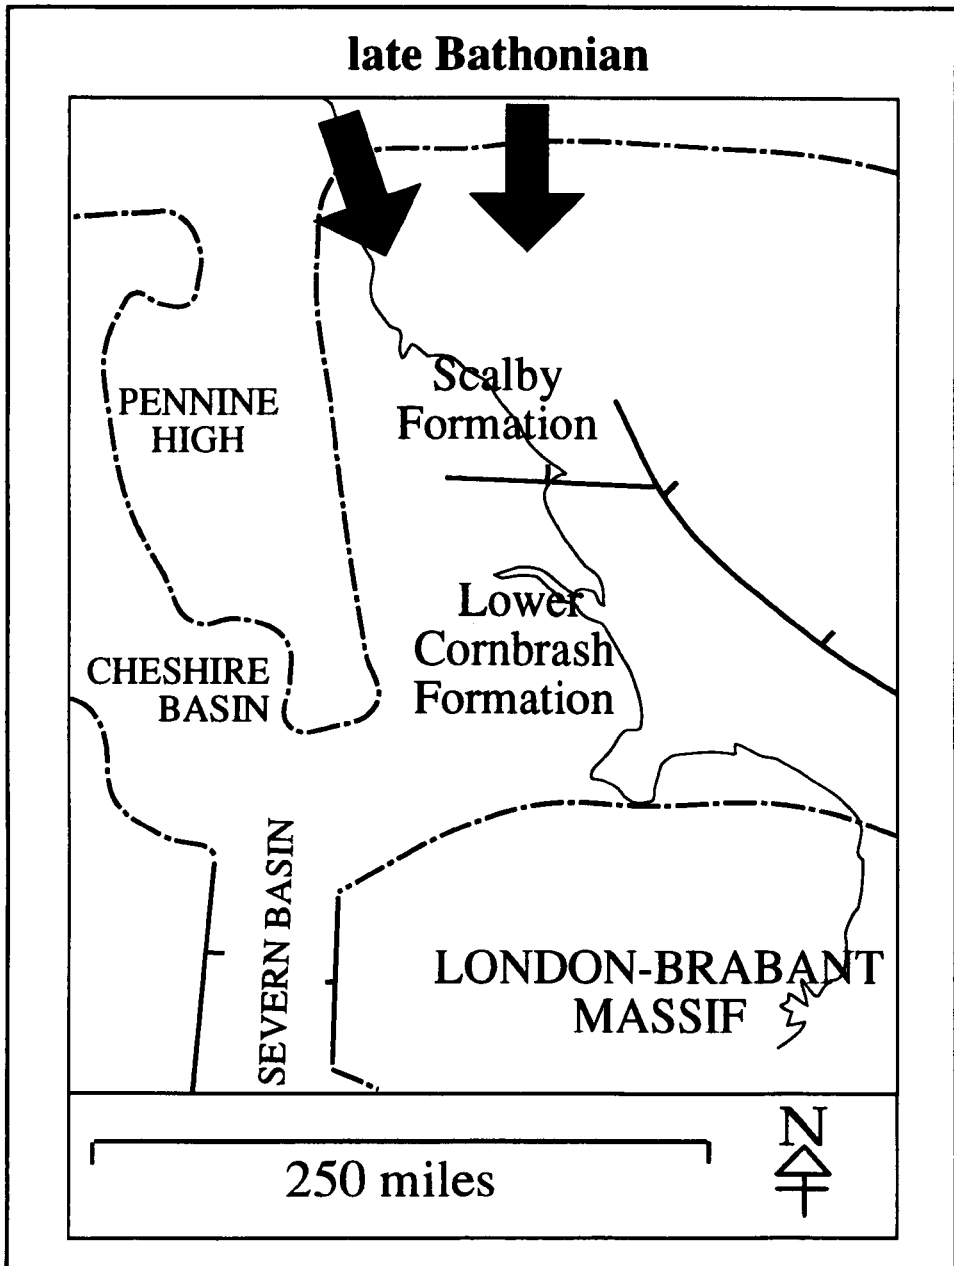 late Bathonian
Scalby
Formation
PENNINE
HIGH
Lower
Cornbrash
Formation
CHESHIRE
BASIN
SEVERN BASIN
LONDON-BRABANT
MASSIF
250 miles
N